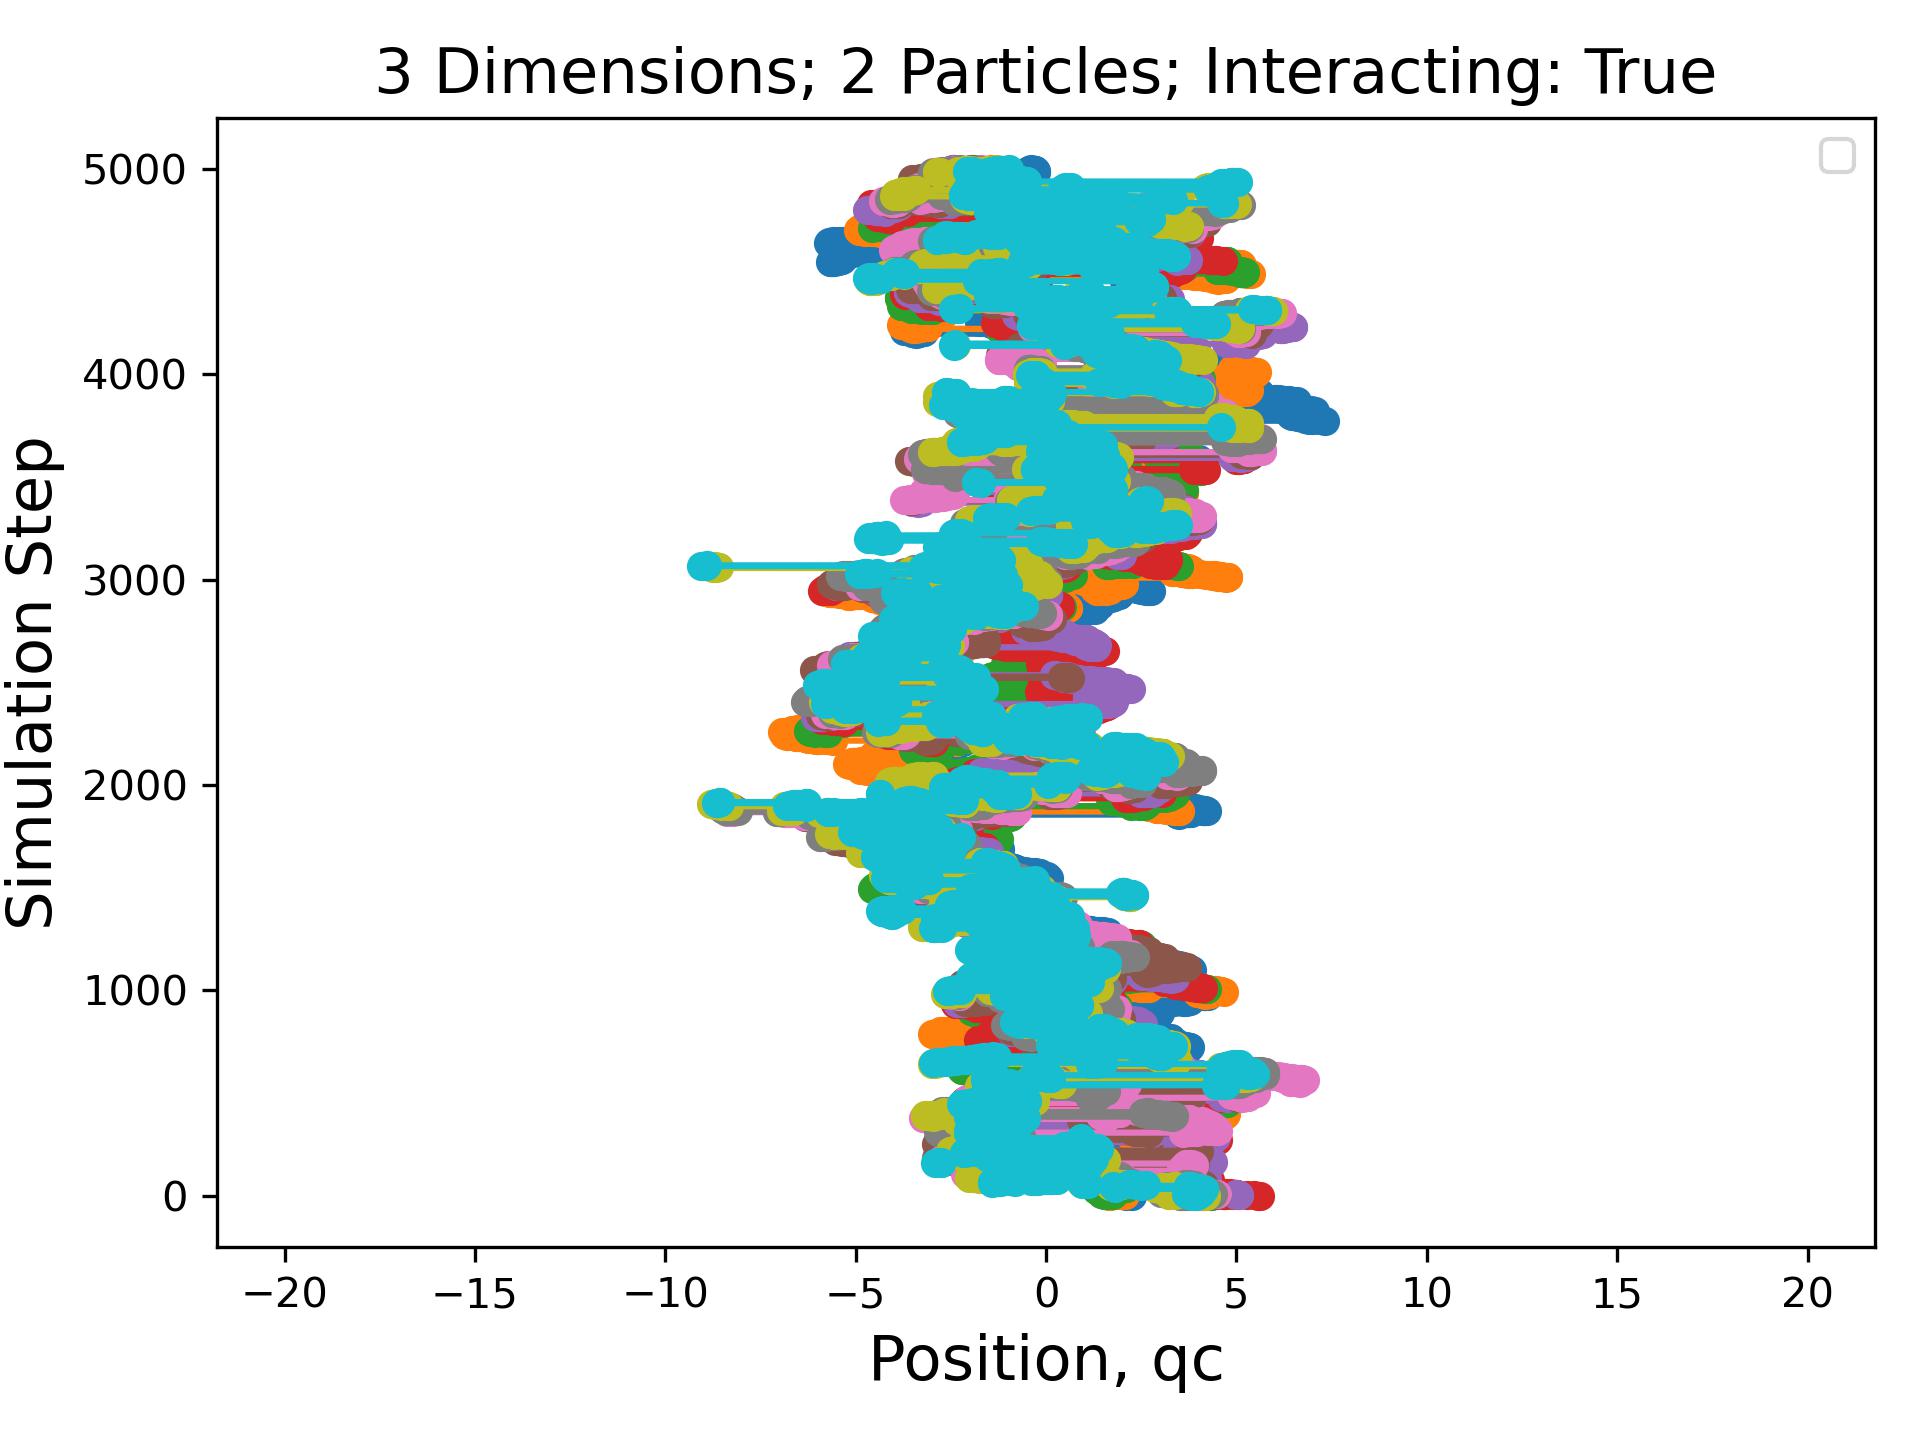 3 Dimensions; 2 Particles; Interacting: True
5000
4000
3000
2000
1000
0
Simulation Step
−20 −15 −10 −5 0 5 10 15 20
Position, qc